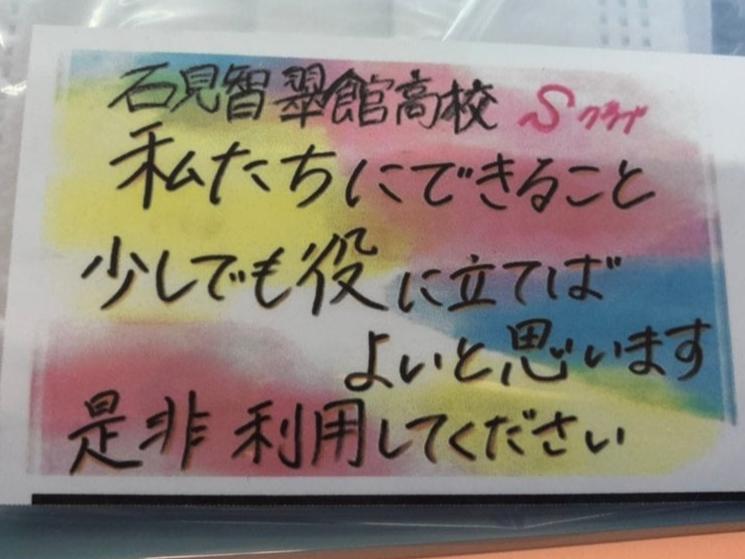 石見智翠館高校 Sクラブ
私たちにできること
少しでも役に立てば
よいと思います
是非利用してください